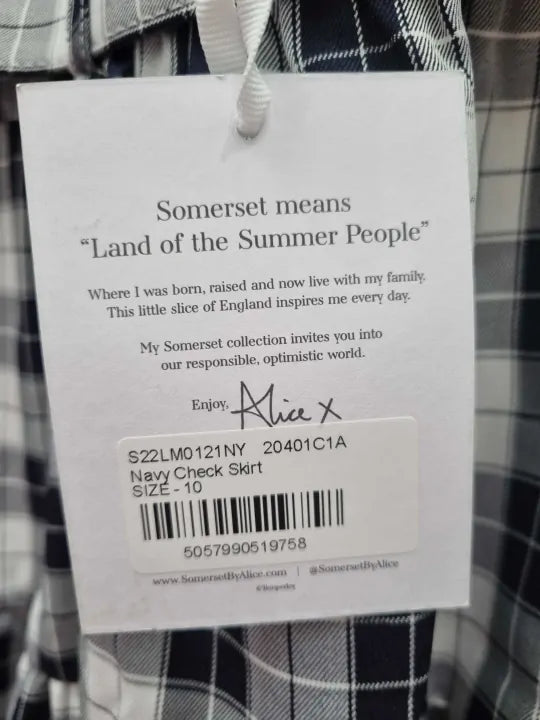 Somerset means
“Land of the Summer People”
Where I was born, raised and now live with my family.
This little slice of England inspires me every day.
My Somerset collection invites you into
our responsible, optimistic world.
Enjoy, Alice X
S22LM0121NY 20401C1A
Navy Check Skirt
SIZE - 10
5057990519758
www.SomersetByAlice.com | @SomersetByAlice